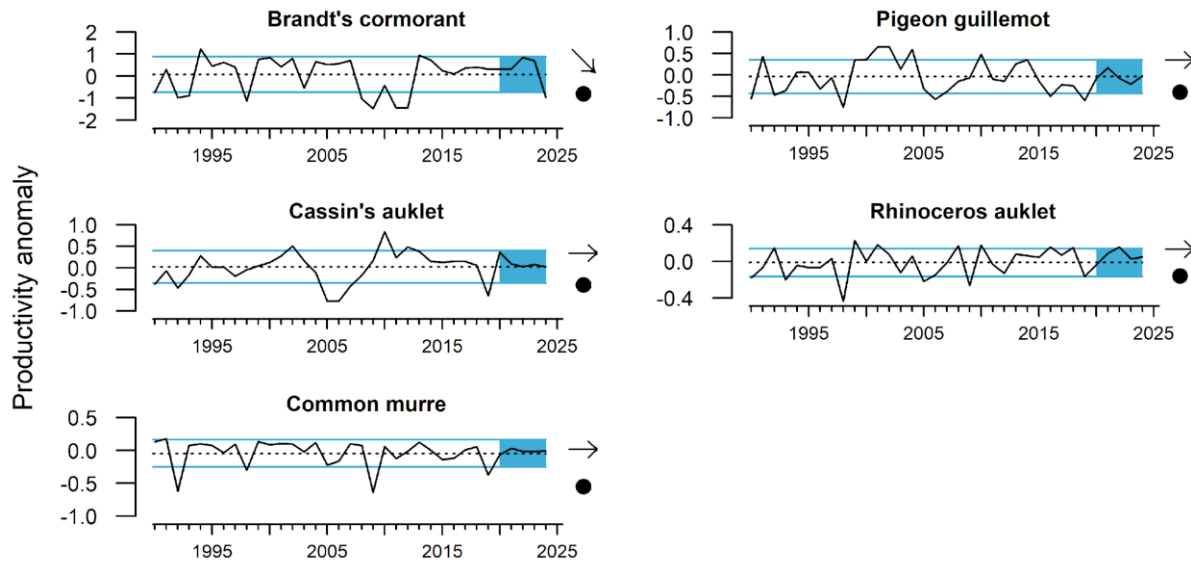 Productivity anomaly
Brandt's cormorant
2
1
0
-1
-2
1995 2005 2015 2025
Pigeon guillemot
1.0
0.5
0.0
-0.5
-1.0
1995 2005 2015 2025
Cassin's auklet
1.0
0.5
0.0
-0.5
-1.0
1995 2005 2015 2025
Rhinoceros auklet
0.4
0.0
-0.4
1995 2005 2015 2025
Common murre
0.5
0.0
-0.5
-1.0
1995 2005 2015 2025